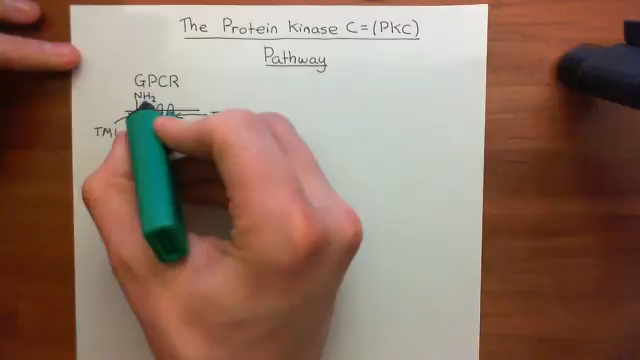 The Protein Kinase C=(PKC)
Pathway
GPCR
NH2
TM1